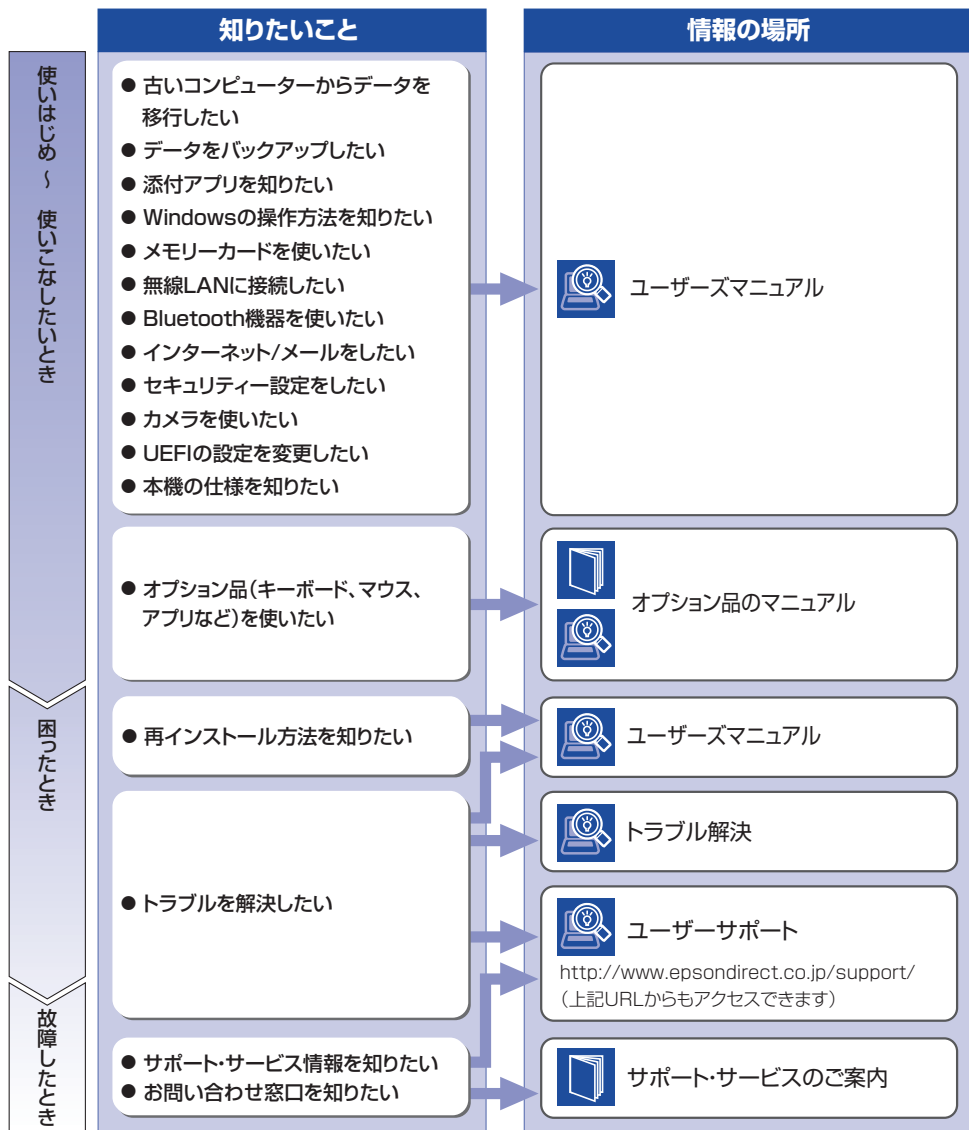 知りたいこと
情報の場所
使いはじめ ～ 使いこなしたいとき
● 古いコンピューターからデータを
移行したい
● データをバックアップしたい
● 添付アプリを知りたい
● Windowsの操作方法を知りたい
● メモリーカードを使いたい
● 無線LANに接続したい
● Bluetooth機器を使いたい
● インターネット/メールをしたい
● セキュリティー設定をしたい
● カメラを使いたい
● UEFIの設定を変更したい
● 本機の仕様を知りたい
ユーザーズマニュアル
● オプション品(キーボード、マウス、
アプリなど)を使いたい
オプション品のマニュアル
困ったとき
● 再インストール方法を知りたい
ユーザーズマニュアル
● トラブルを解決したい
トラブル解決
ユーザーサポート
http://www.epsondirect.co.jp/support/
(上記URLからもアクセスできます)
故障したとき
● サポート・サービス情報を知りたい
● お問い合わせ窓口を知りたい
サポート・サービスのご案内